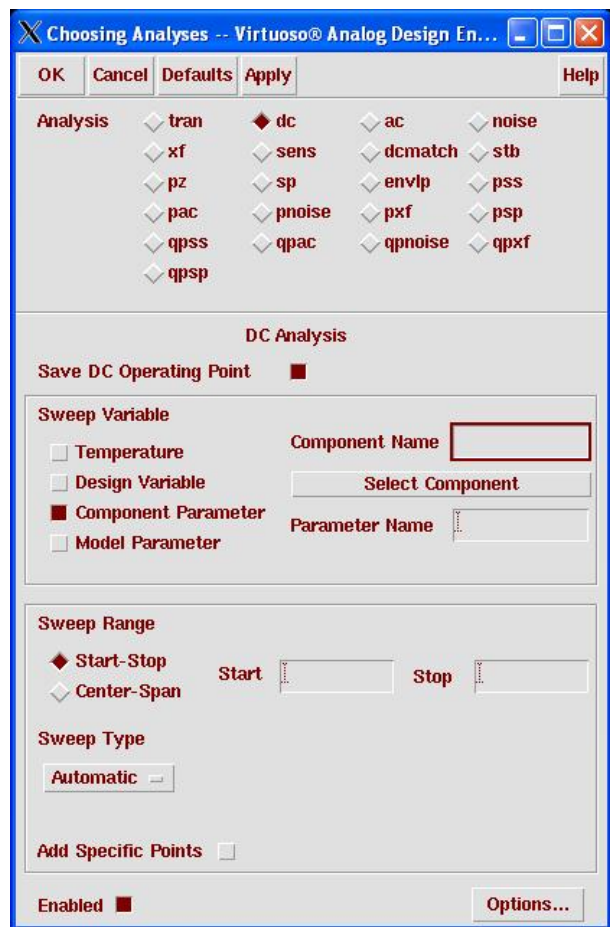 Choosing Analyses -- Virtuoso® Analog Design En...
OK Cancel Defaults Apply Help
Analysis tran dc ac noise
xf sens dcmatch stb
pz sp envlp pss
pac pnoise pxf psp
qpss qpac qpnoise qpxf
qpsp
DC Analysis
Save DC Operating Point
Sweep Variable
Temperature
Design Variable
Component Parameter
Model Parameter
Component Name
Select Component
Parameter Name
Sweep Range
Start-Stop
Center-Span
Start Stop
Sweep Type
Automatic
Add Specific Points
Enabled Options...